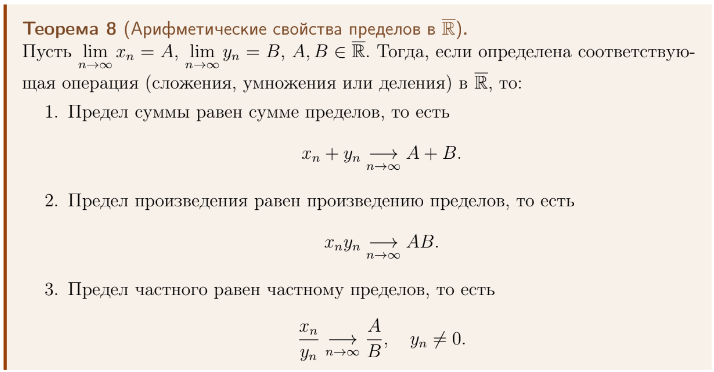 Теорема 8 (Арифметические свойства пределов в $\overline{\mathbb{R}}$).
Пусть $\lim\limits_{n\to\infty} x_n = A$, $\lim\limits_{n\to\infty} y_n = B$, $A, B \in \overline{\mathbb{R}}$. Тогда, если определена соответствую-
щая операция (сложения, умножения или деления) в $\overline{\mathbb{R}}$, то:
1. Предел суммы равен сумме пределов, то есть
$x_n + y_n \underset{n\to\infty}{\longrightarrow} A + B.$
2. Предел произведения равен произведению пределов, то есть
$x_n y_n \underset{n\to\infty}{\longrightarrow} AB.$
3. Предел частного равен частному пределов, то есть
$\frac{x_n}{y_n} \underset{n\to\infty}{\longrightarrow} \frac{A}{B}, \quad y_n \neq 0.$